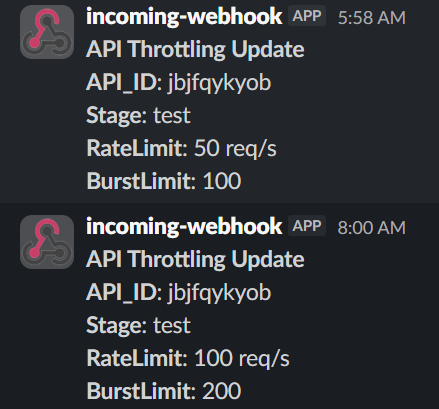 incoming-webhook APP 5:58 AM
API Throttling Update
API_ID: jbjfqykyob
Stage: test
RateLimit: 50 req/s
BurstLimit: 100
incoming-webhook APP 8:00 AM
API Throttling Update
API_ID: jbjfqykyob
Stage: test
RateLimit: 100 req/s
BurstLimit: 200